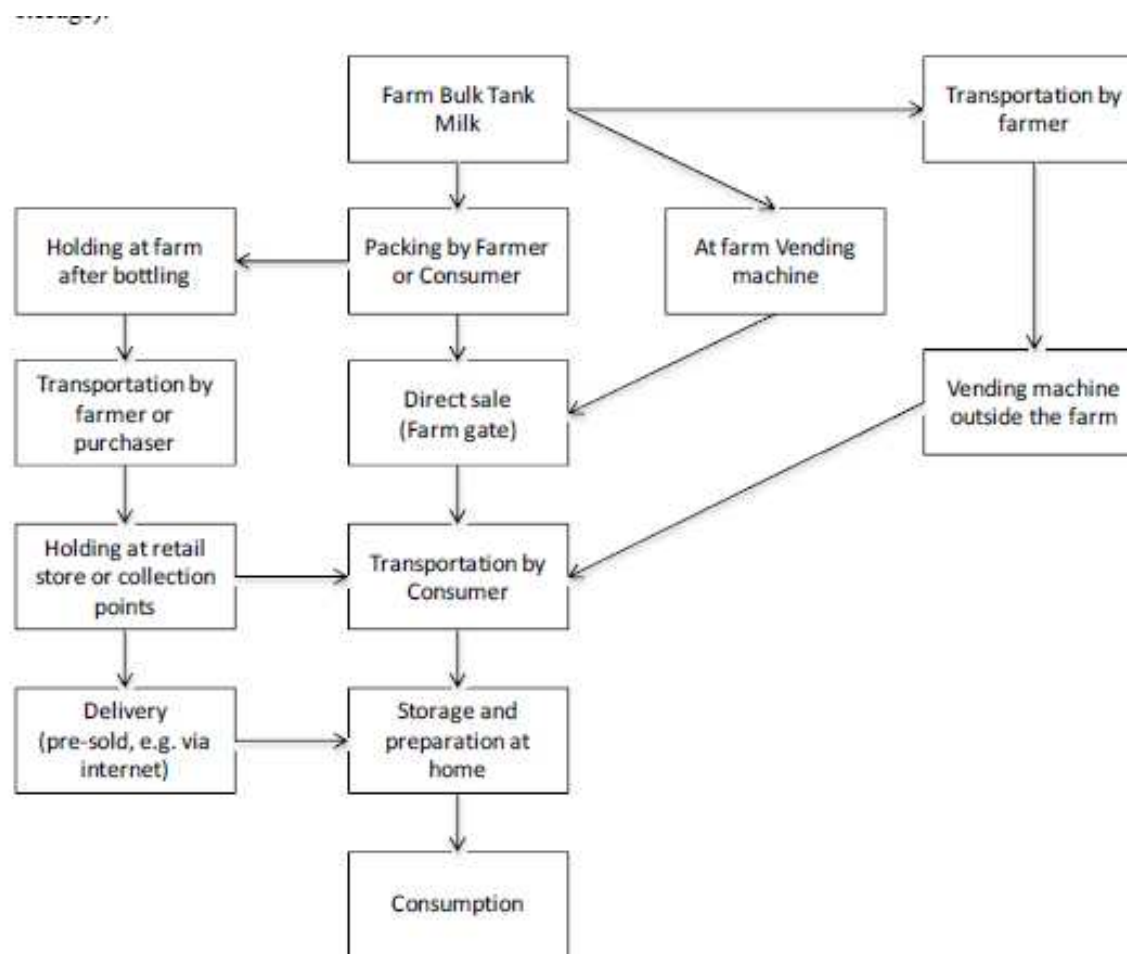 Farm Bulk Tank
Milk
Transportation by
farmer
Holding at farm
after bottling
Packing by Farmer
or Consumer
At farm Vending
machine
Transportation by
farmer or
purchaser
Direct sale
(Farm gate)
Vending machine
outside the farm
Holding at retail
store or collection
points
Transportation by
Consumer
Delivery
(pre-sold, e.g. via
internet)
Storage and
preparation at
home
Consumption